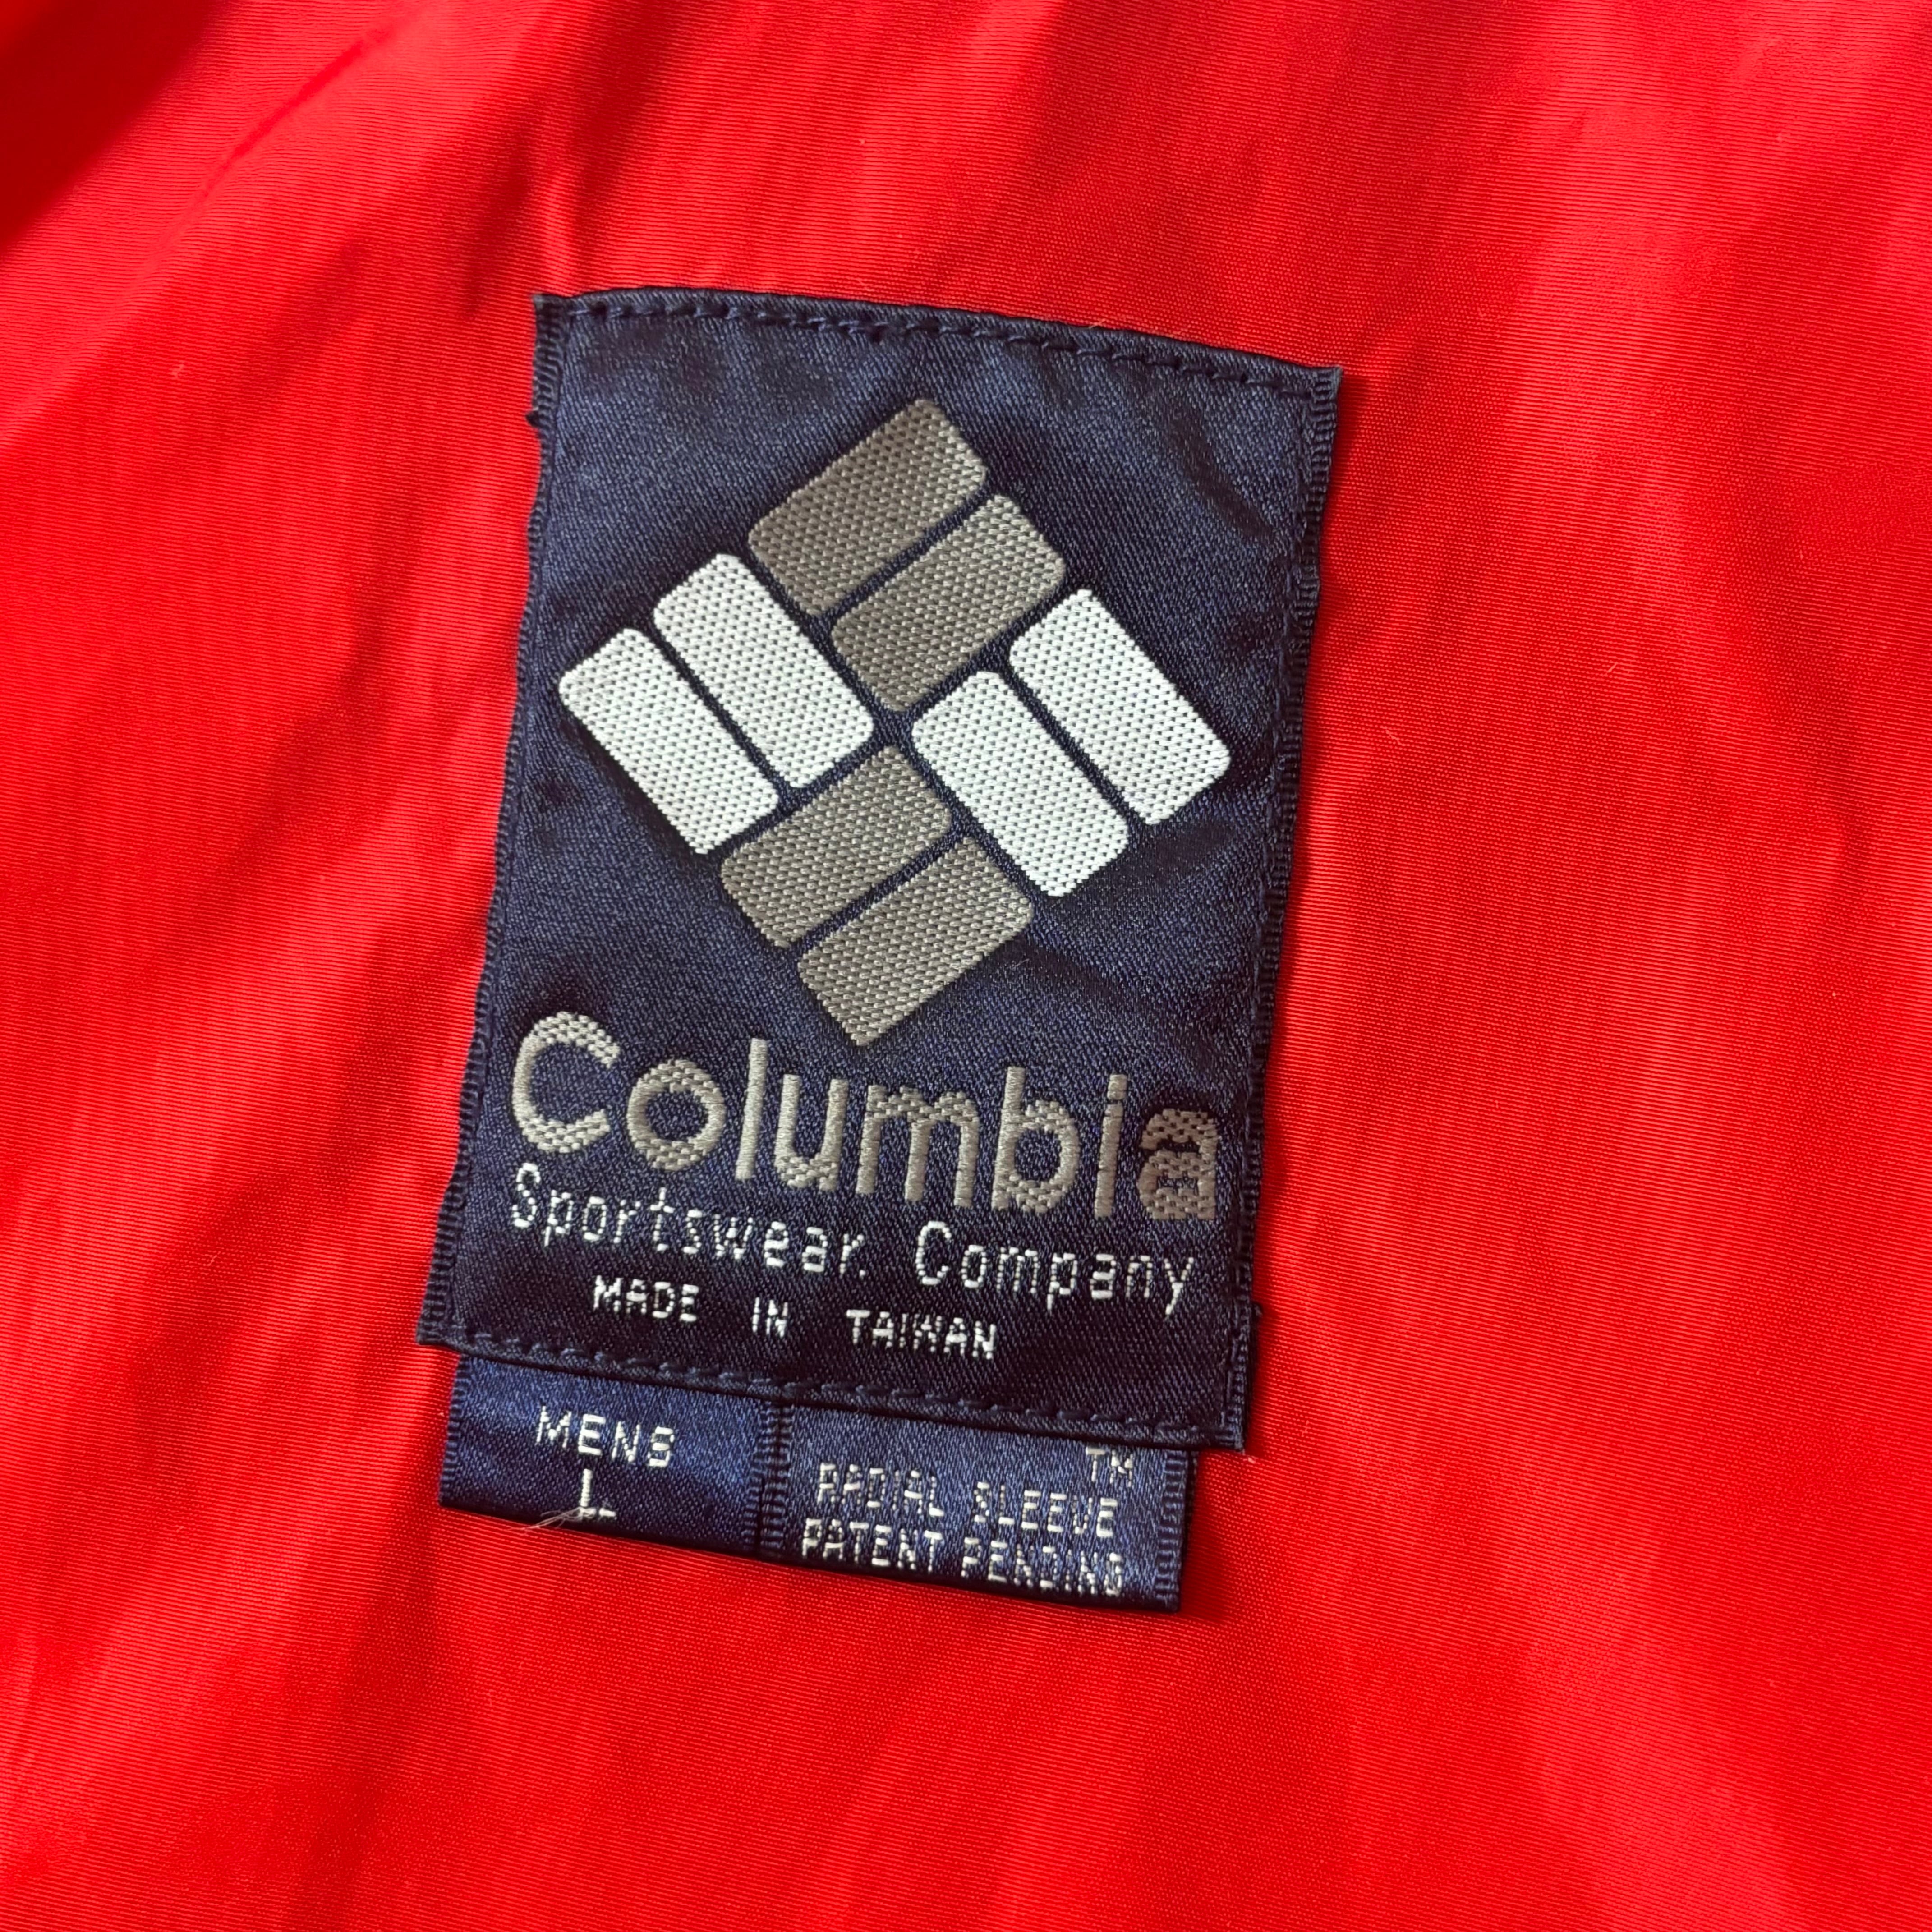 Columbia
Sportswear Company
MADE IN TAIWAN
MENS
L
TM
RADIAL SLEEVE
PATENT PENDING